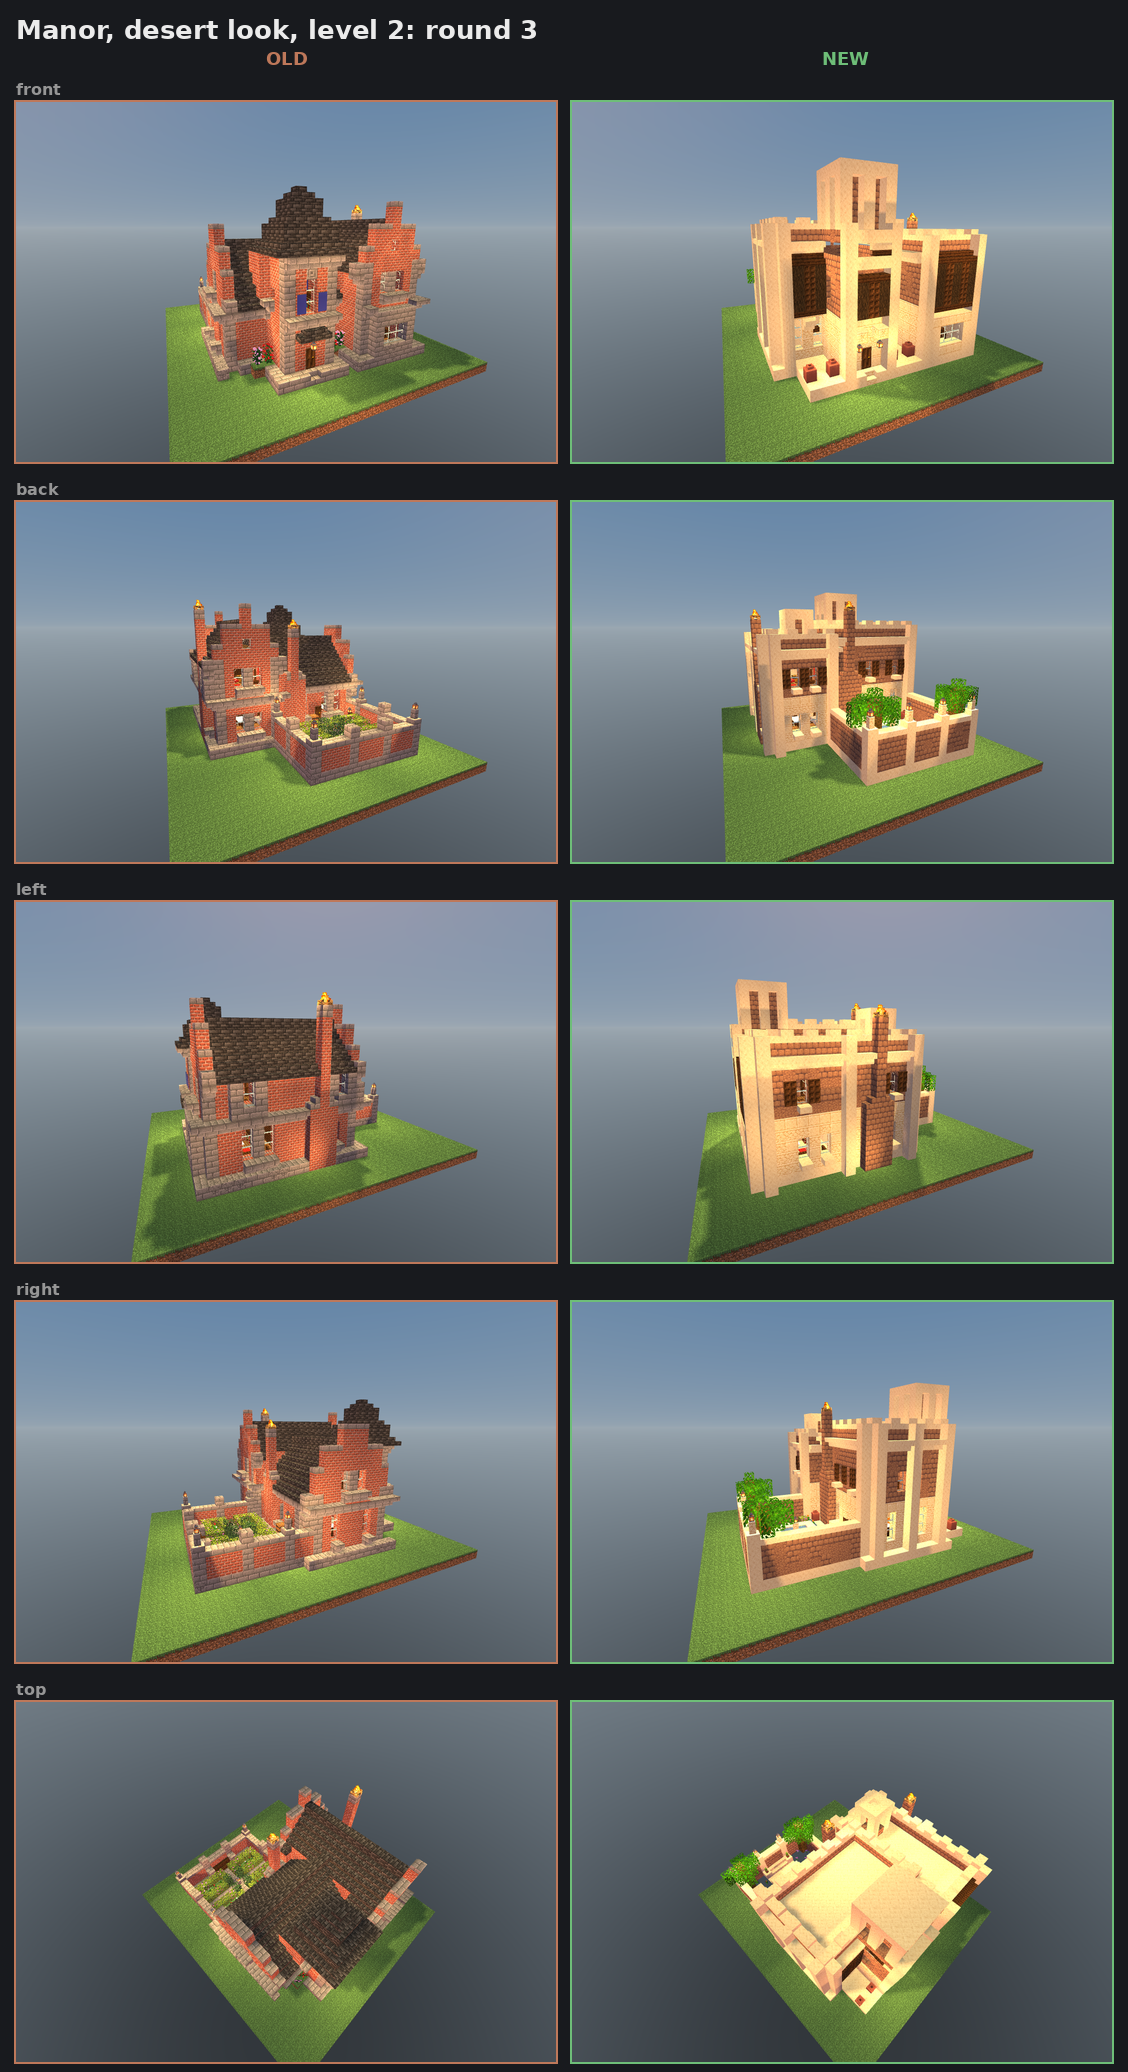 Manor, desert look, level 2: round 3
OLD NEW
front
back
left
right
top